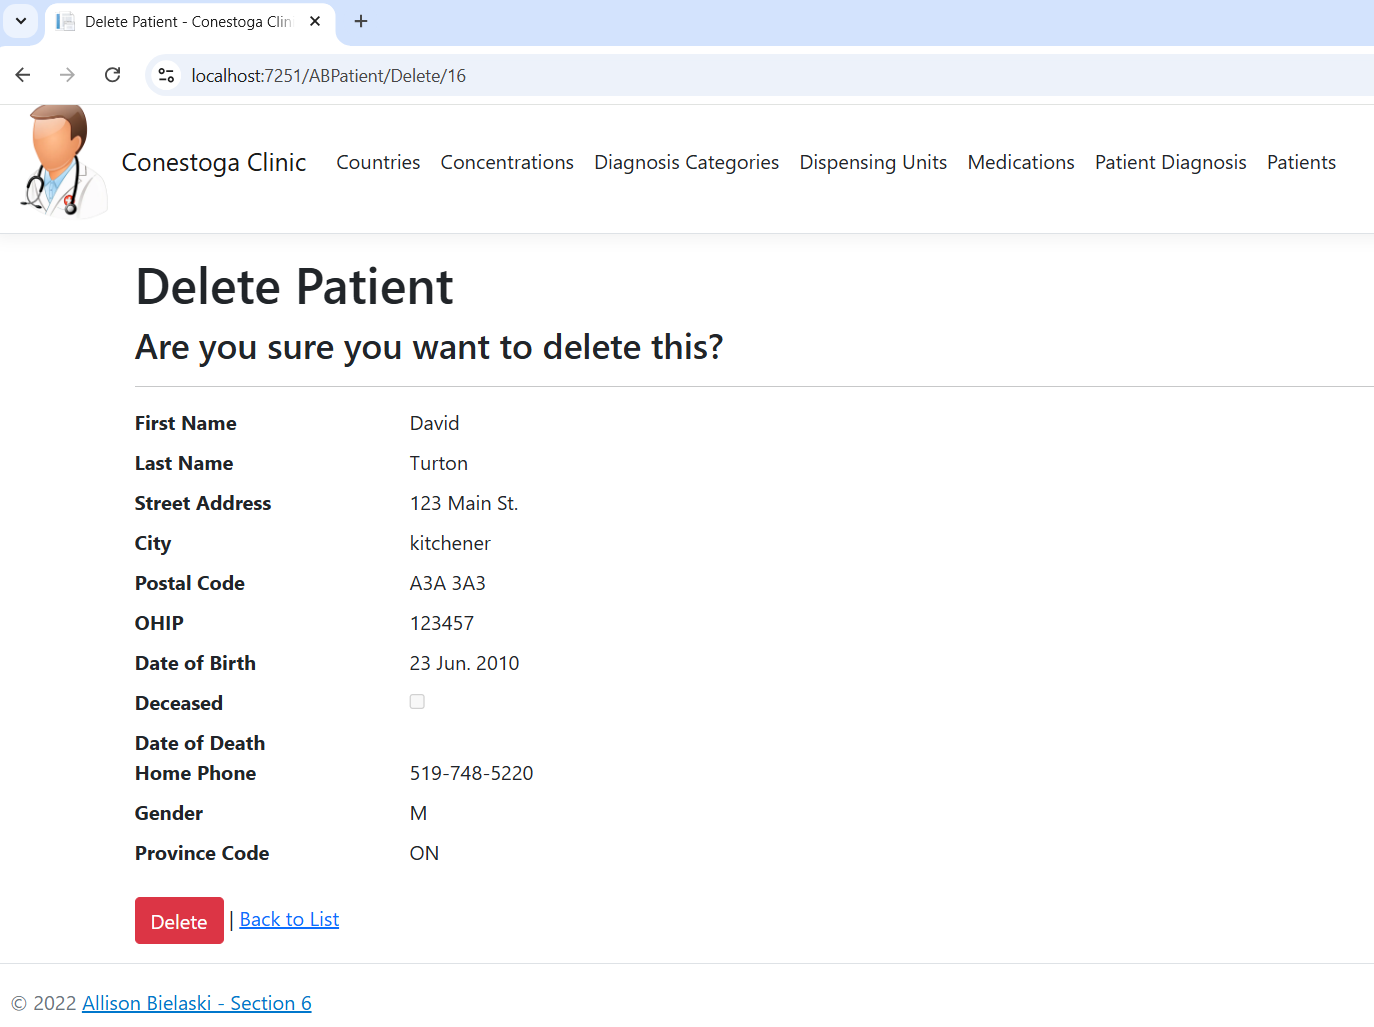 Delete Patient - Conestoga Clin
localhost:7251/ABPatient/Delete/16
Conestoga Clinic Countries Concentrations Diagnosis Categories Dispensing Units Medications Patient Diagnosis Patients
Delete Patient
Are you sure you want to delete this?
First Name David
Last Name Turton
Street Address 123 Main St.
City kitchener
Postal Code A3A 3A3
OHIP 123457
Date of Birth 23 Jun. 2010
Deceased
Date of Death
Home Phone 519-748-5220
Gender M
Province Code ON
Delete | Back to List
© 2022 Allison Bielaski - Section 6